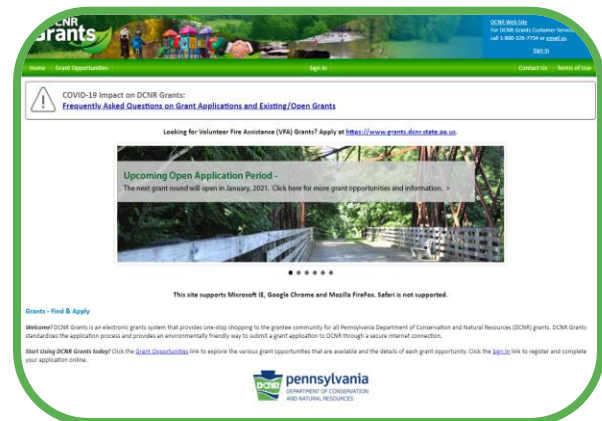 DCNR
Grants
DCNR Web Site
For DCNR Grants Customer Service
call 1-800-326-7734 or email us.
Sign In
Home Grant Opportunities Sign In Contact Us Terms of Use
COVID-19 Impact on DCNR Grants:
Frequently Asked Questions on Grant Applications and Existing/Open Grants
Looking for Volunteer Fire Assistance (VFA) Grants? Apply at https://www.grants.dcnr.state.pa.us.
Upcoming Open Application Period -
The next grant round will open in January, 2021. Click here for more grant opportunities and information. >
This site supports Microsoft IE, Google Chrome and Mozilla FireFox. Safari is not supported.
Grants - Find & Apply
Welcome! DCNR Grants is an electronic grants system that provides one-stop shopping to the grantee community for all Pennsylvania Department of Conservation and Natural Resources (DCNR) grants. DCNR Grants
standardizes the application process and provides an environmentally friendly way to submit a grant application to DCNR through a secure internet connection.
Start Using DCNR Grants today! Click the Grant Opportunities link to explore the various grant opportunities that are available and the details of each grant opportunity. Click the Sign In link to register and complete
your application online.
DCNR pennsylvania
DEPARTMENT OF CONSERVATION
AND NATURAL RESOURCES